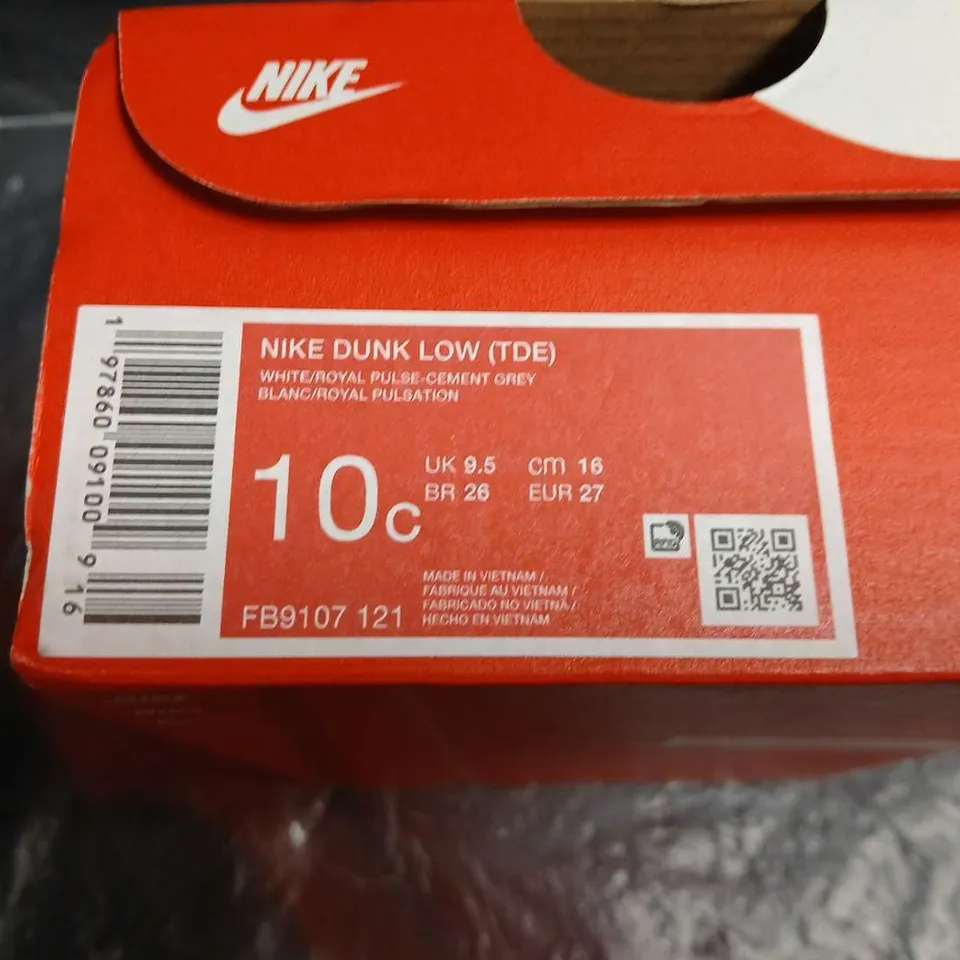 NIKE
NIKE DUNK LOW (TDE)
WHITE/ROYAL PULSE-CEMENT GREY
BLANC/ROYAL PULSATION
10C
UK 9.5 cm 16
BR 26 EUR 27
MADE IN VIETNAM /
FABRIQUÉ AU VIETNAM /
FABRICADO NO VIETNÃ /
HECHO EN VIETNAM
FB9107 121
1 97860 09100 9 16